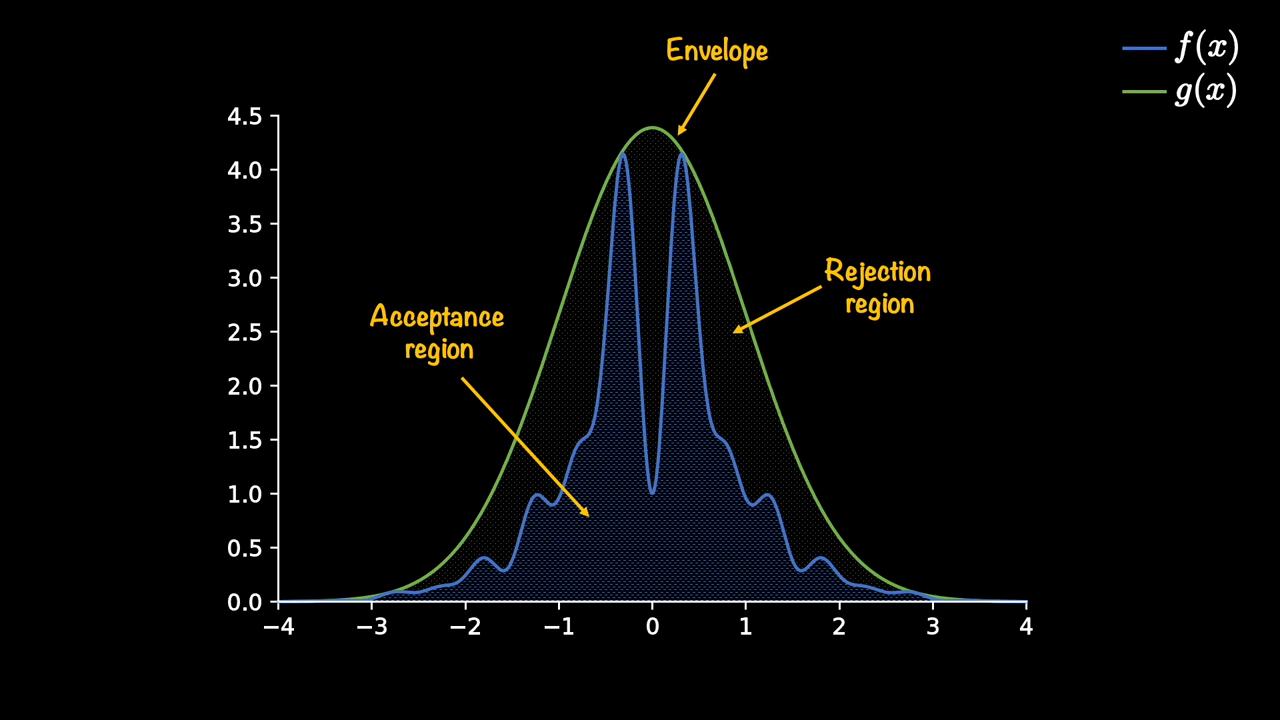 Envelope
f(x)
g(x)
4.5
4.0
3.5
3.0
2.5
2.0
1.5
1.0
0.5
0.0
Rejection
region
Acceptance
region
−4 −3 −2 −1 0 1 2 3 4